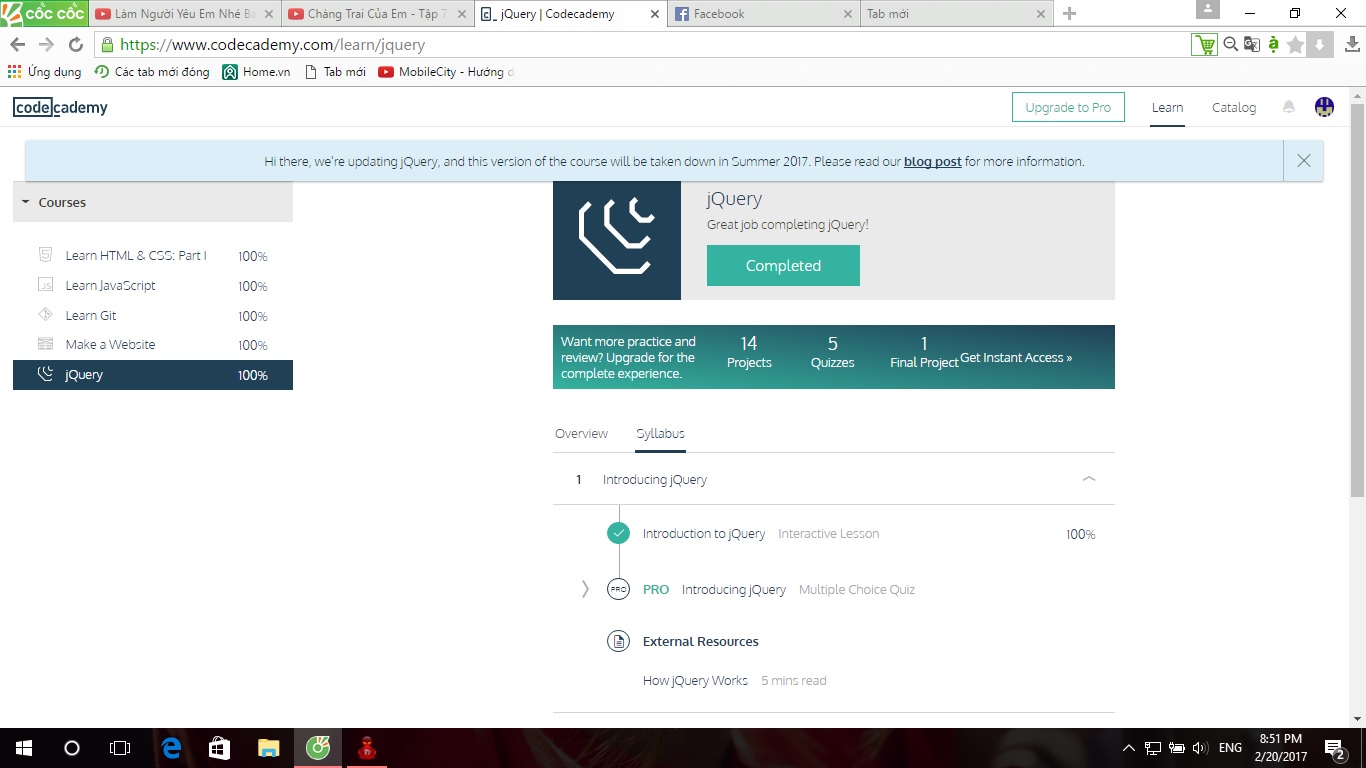 cốc cốc
Làm Người Yêu Em Nhé Ba
Chàng Trai Của Em - Tập 7
jQuery | Codecademy
Facebook
Tab mới
https://www.codecademy.com/learn/jquery
Ứng dụng
Các tab mới đóng
Home.vn
Tab mới
MobileCity - Hướng d
codecademy
Upgrade to Pro
Learn
Catalog
Hi there, we're updating jQuery, and this version of the course will be taken down in Summer 2017. Please read our blog post for more information.
Courses
Learn HTML & CSS: Part I 100%
JS Learn JavaScript 100%
Learn Git 100%
Make a Website 100%
jQuery 100%
jQuery
Great job completing jQuery!
Completed
Want more practice and
review? Upgrade for the
complete experience.
14
Projects
5
Quizzes
1
Final Project
Get Instant Access »
Overview
Syllabus
1 Introducing jQuery
Introduction to jQuery Interactive Lesson 100%
PRO PRO Introducing jQuery Multiple Choice Quiz
External Resources
How jQuery Works 5 mins read
ENG
8:51 PM
2/20/2017
2